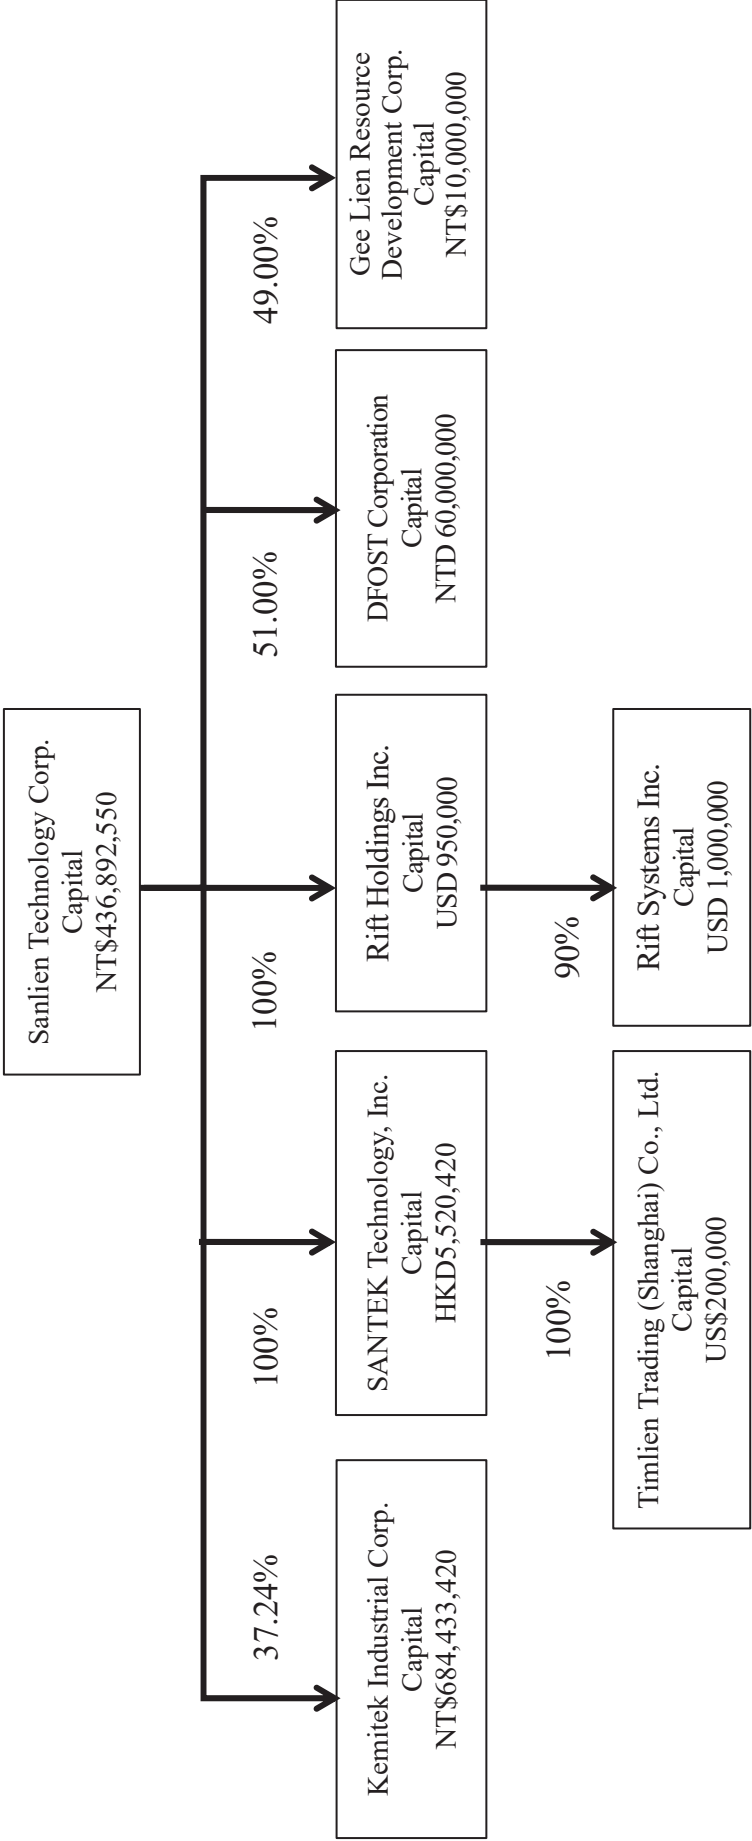 Sanlien Technology Corp.
Capital
NT$436,892,550
37.24%
100%
100%
51.00%
49.00%
Kemitek Industrial Corp.
Capital
NT$684,433,420
SANTEK Technology, Inc.
Capital
HKD5,520,420
Rift Holdings Inc.
Capital
USD 950,000
DFOST Corporation
Capital
NTD 60,000,000
Gee Lien Resource
Development Corp.
Capital
NT$10,000,000
100%
90%
Timlien Trading (Shanghai) Co., Ltd.
Capital
US$200,000
Rift Systems Inc.
Capital
USD 1,000,000